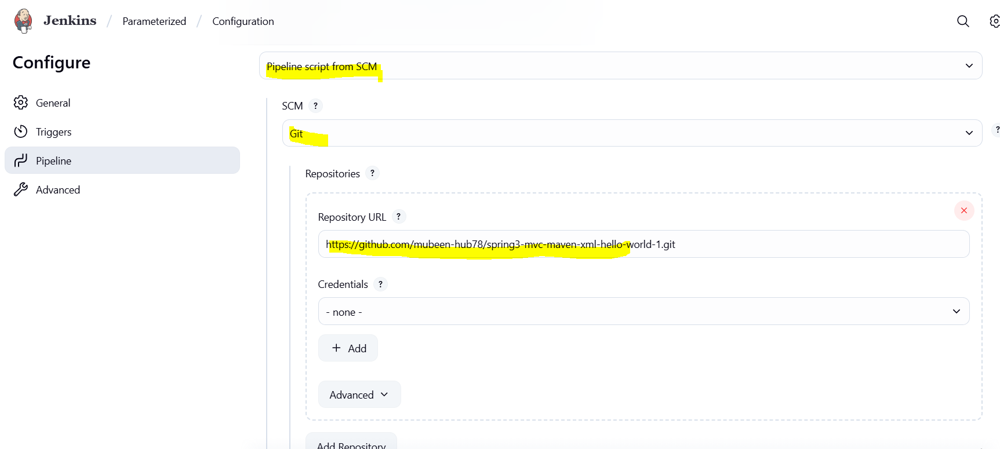 Jenkins / Parameterized / Configuration
Configure
General
Triggers
Pipeline
Advanced
Pipeline script from SCM
SCM ?
Git
?
Repositories ?
Repository URL ?
https://github.com/mubeen-hub78/spring3-mvc-maven-xml-hello-world-1.git
Credentials ?
- none -
+ Add
Advanced
Add Repository